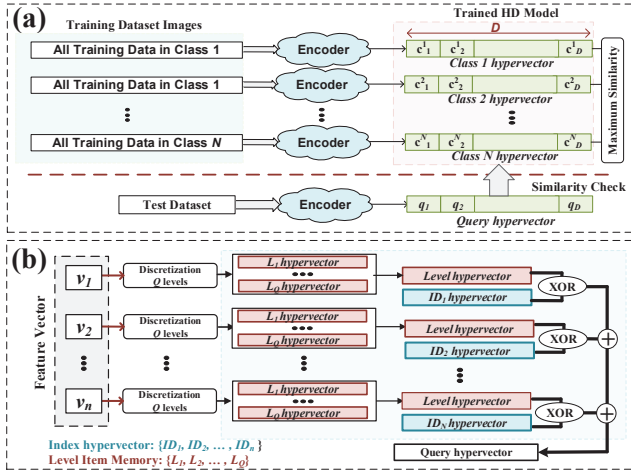 (a)
Training Dataset Images
Trained HD Model
D
All Training Data in Class 1
Encoder
c¹₁ c¹₂ c¹D
Class 1 hypervector
All Training Data in Class 1
Encoder
c²₁ c²₂ c²D
Class 2 hypervector
All Training Data in Class N
Encoder
cᴺ₁ cᴺ₂ cᴺD
Class N hypervector
Maximum Similarity
Similarity Check
Test Dataset
Encoder
q₁ q₂ qD
Query hypervector
(b)
Feature Vector
v₁
Discretization
Q levels
L₁ hypervector
LQ hypervector
Level hypervector
ID₁ hypervector
XOR
v₂
Discretization
Q levels
L₁ hypervector
LQ hypervector
Level hypervector
ID₂ hypervector
XOR
+
vₙ
Discretization
Q levels
L₁ hypervector
LQ hypervector
Level hypervector
IDN hypervector
XOR
+
Index hypervector: {ID₁, ID₂, … , IDₙ }
Level Item Memory: {L₁, L₂, … , LQ}
Query hypervector